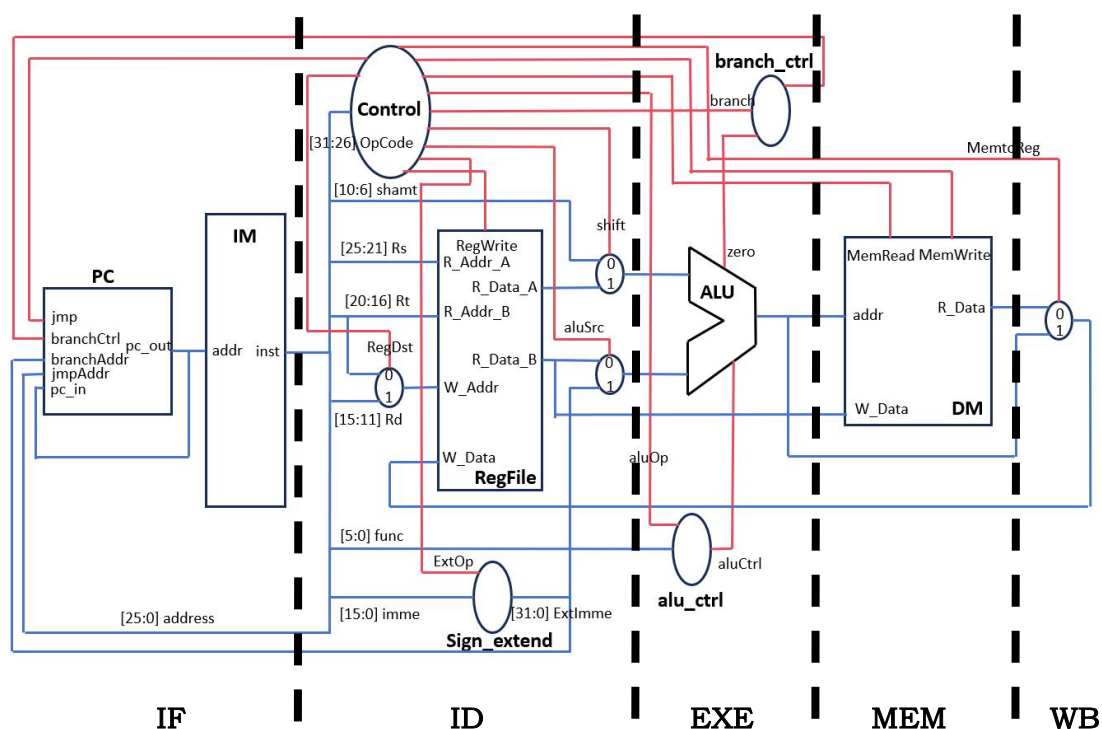 branch_ctrl
Control
branch
[31:26] OpCode
MemtoReg
[10:6] shamt
IM
shift
RegWrite
[25:21] Rs
R_Addr_A
zero
MemRead
MemWrite
0
PC
R_Data_A
1
ALU
[20:16] Rt
R_Addr_B
R_Data
jmp
addr
0
branchCtrl
aluSrc
1
pc_out
addr
inst
RegDst
branchAddr
R_Data_B
0
jmpAddr
0
pc_in
W_Addr
1
1
[15:11] Rd
W_Data
DM
W_Data
aluOp
RegFile
[5:0] func
ExtOp
aluCtrl
alu_ctrl
[25:0] address
[15:0] imme
[31:0] ExtImme
Sign_extend
IF
ID
EXE
MEM
WB